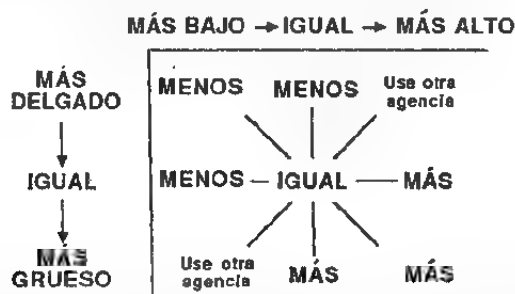 MÁS BAJO → IGUAL → MÁS ALTO
MÁS
DELGADO
IGUAL
MÁS
GRUESO
MENOS MENOS Use otra
agencia
MENOS IGUAL MÁS
Use otra
agencia MÁS MÁS